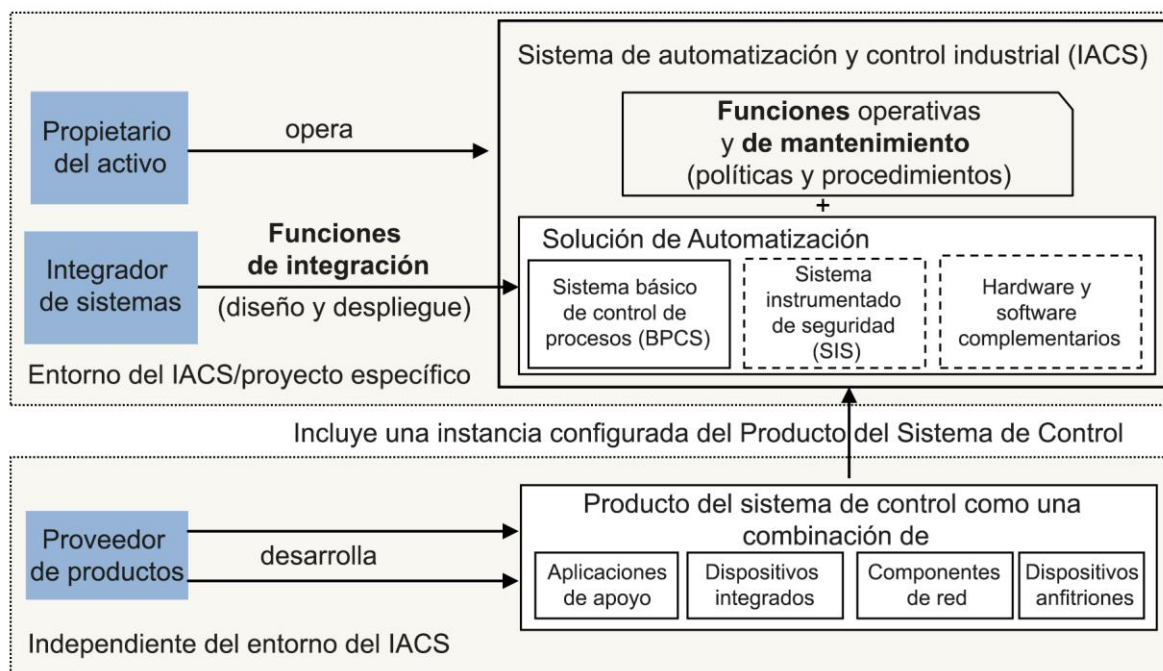 Sistema de automatización y control industrial (IACS)
Funciones operativas
y de mantenimiento
(políticas y procedimientos)
+
Propietario
del activo
opera
Integrador
de sistemas
Funciones
de integración
(diseño y despliegue)
Solución de Automatización
Sistema básico
de control de
procesos (BPCS)
Sistema
instrumentado
de seguridad
(SIS)
Hardware y
software
complementarios
Entorno del IACS/proyecto específico
Incluye una instancia configurada del Producto del Sistema de Control
Proveedor
de productos
desarrolla
Producto del sistema de control como una
combinación de
Aplicaciones
de apoyo
Dispositivos
integrados
Componentes
de red
Dispositivos
anfitriones
Independiente del entorno del IACS